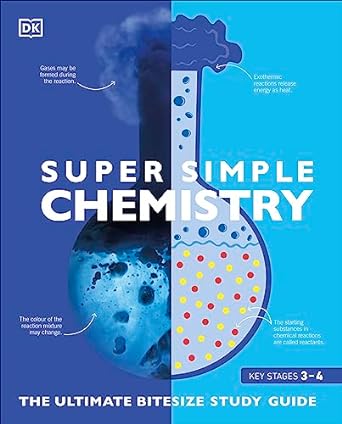 DK
Gases may be
formed during
the reaction.
Exothermic
reactions release
energy as heat.
SUPER SIMPLE
CHEMISTRY
The colour of the
reaction mixture
may change.
The starting
substances in
chemical reactions
are called reactants.
KEY STAGES 3–4
THE ULTIMATE BITESIZE STUDY GUIDE